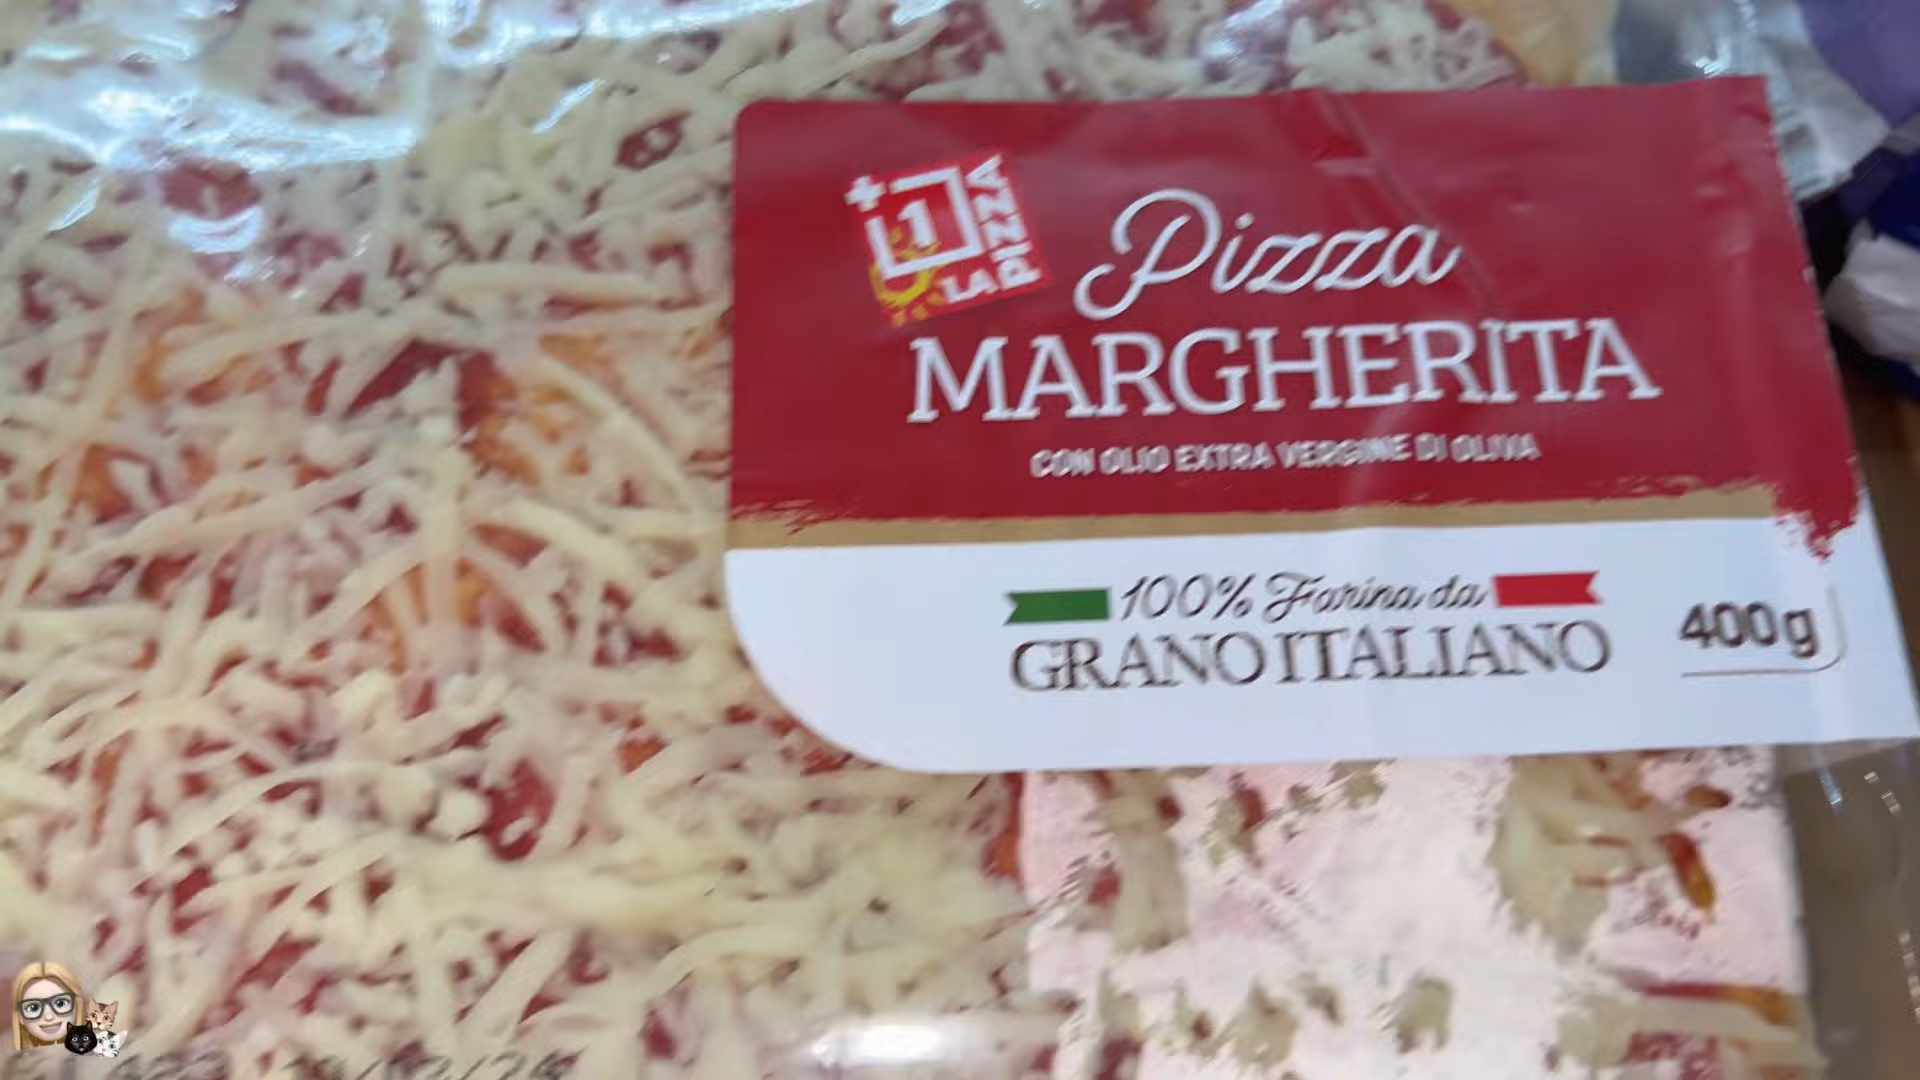 +1
LA PIZZA
Pizza
MARGHERITA
CON OLIO EXTRA VERGINE DI OLIVA
100% Farina da
GRANO ITALIANO
400g